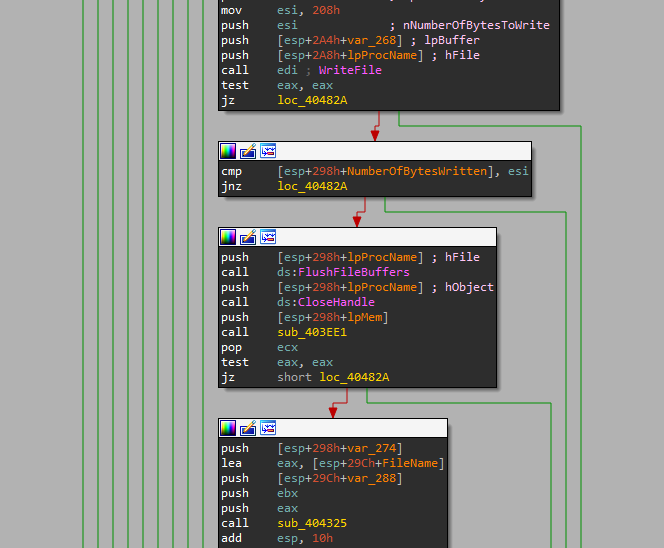 mov esi, 208h
push esi ; nNumberOfBytesToWrite
push [esp+2A4h+var_268] ; lpBuffer
push [esp+2A8h+lpProcName] ; hFile
call edi ; WriteFile
test eax, eax
jz loc_40482A
cmp [esp+298h+NumberOfBytesWritten], esi
jnz loc_40482A
push [esp+298h+lpProcName] ; hFile
call ds:FlushFileBuffers
push [esp+298h+lpProcName] ; hObject
call ds:CloseHandle
push [esp+298h+lpMem]
call sub_403EE1
pop ecx
test eax, eax
jz short loc_40482A
push [esp+298h+var_274]
lea eax, [esp+29Ch+FileName]
push [esp+29Ch+var_288]
push ebx
push eax
call sub_404325
add esp, 10h